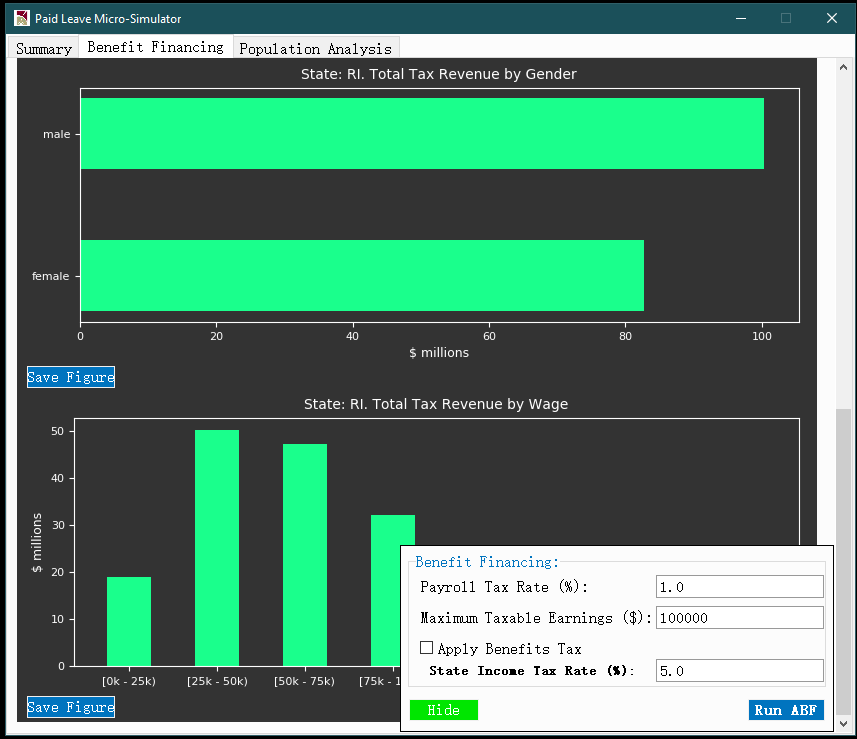 Paid Leave Micro-Simulator
Summary Benefit Financing Population Analysis
State: RI. Total Tax Revenue by Gender
male
female
0 20 40 60 80 100
$ millions
Save Figure
State: RI. Total Tax Revenue by Wage
$ millions
50
40
30
20
10
0
[0k - 25k) [25k - 50k) [50k - 75k) [75k - 1
Save Figure
Benefit Financing:
Payroll Tax Rate (%): 1.0
Maximum Taxable Earnings ($): 100000
Apply Benefits Tax
State Income Tax Rate (%): 5.0
Hide Run ABF